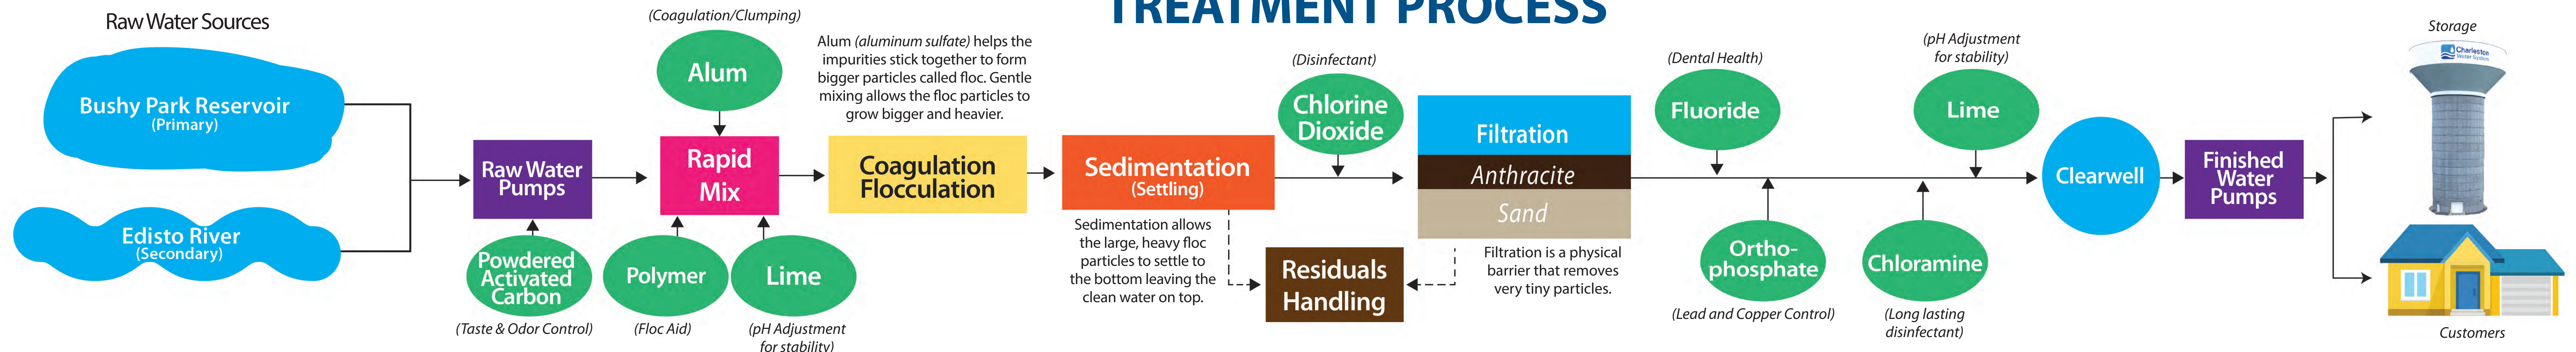 TREATMENT PROCESS
Raw Water Sources
Bushy Park Reservoir
(Primary)
Edisto River
(Secondary)
Raw Water
Pumps
Powdered
Activated
Carbon
(Taste & Odor Control)
(Coagulation/Clumping)
Alum
Rapid
Mix
Polymer
(Floc Aid)
Lime
(pH Adjustment
for stability)
Alum (aluminum sulfate) helps the
impurities stick together to form
bigger particles called floc. Gentle
mixing allows the floc particles to
grow bigger and heavier.
Coagulation
Flocculation
Sedimentation
(Settling)
Sedimentation allows
the large, heavy floc
particles to settle to
the bottom leaving the
clean water on top.
(Disinfectant)
Chlorine
Dioxide
Residuals
Handling
Filtration
Anthracite
Sand
Filtration is a physical
barrier that removes
very tiny particles.
(Dental Health)
Fluoride
Ortho-
phosphate
(Lead and Copper Control)
(pH Adjustment
for stability)
Lime
Chloramine
(Long lasting
disinfectant)
Clearwell
Finished
Water
Pumps
Storage
Charleston
Water System
Customers